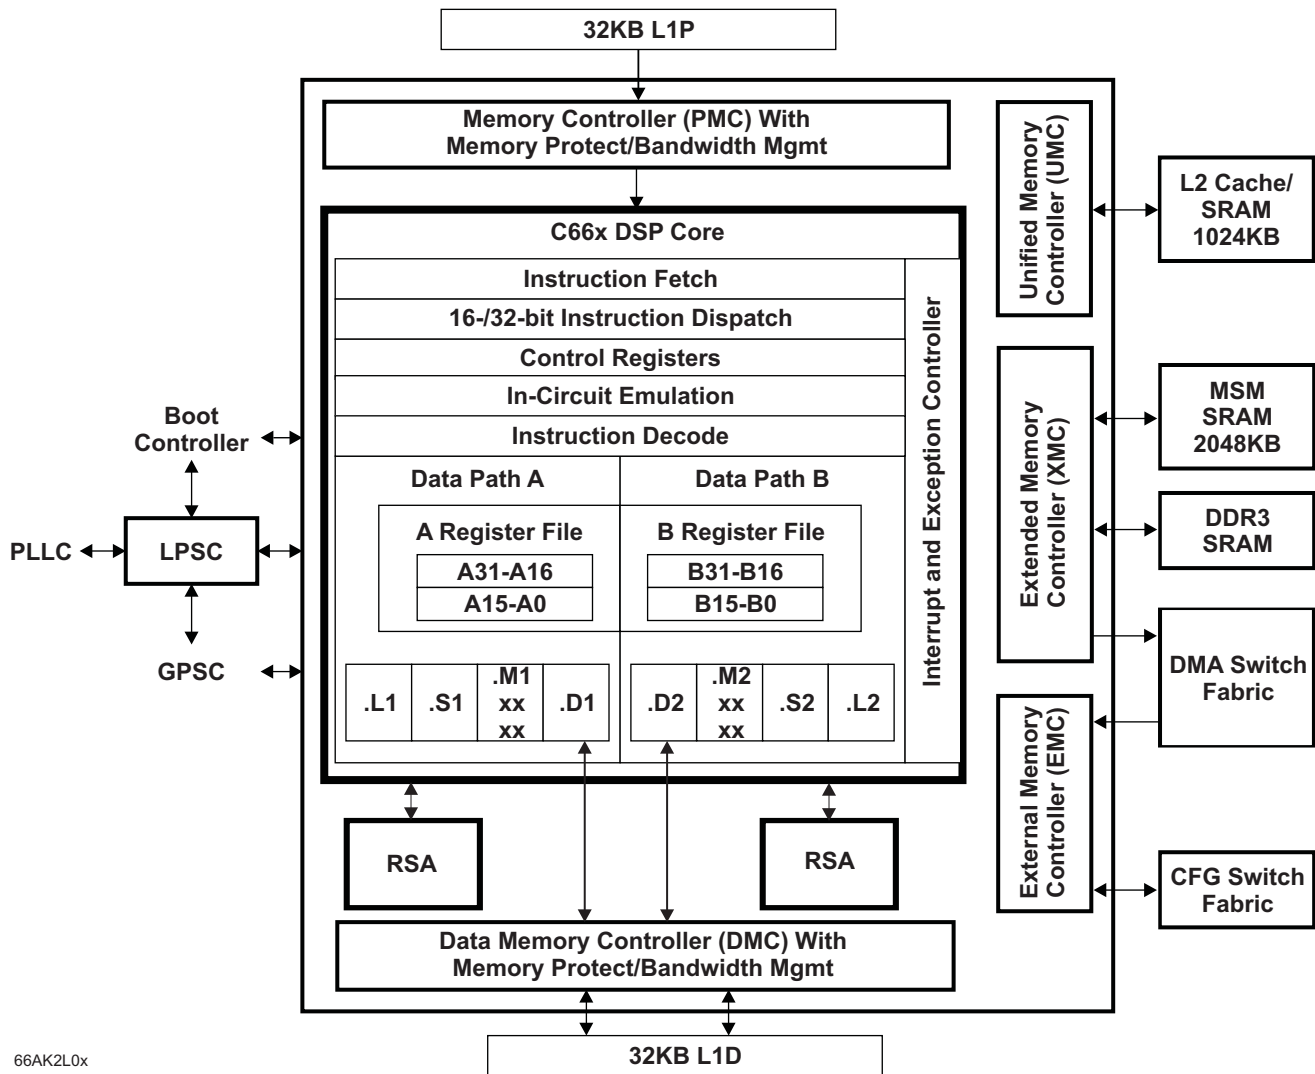 32KB L1P
Memory Controller (PMC) With
Memory Protect/Bandwidth Mgmt
C66x DSP Core
Instruction Fetch
16-/32-bit Instruction Dispatch
Control Registers
In-Circuit Emulation
Instruction Decode
Data Path A
Data Path B
A Register File
B Register File
A31-A16
A15-A0
B31-B16
B15-B0
.L1
.S1
.M1
xx
xx
.D1
.D2
.M2
xx
xx
.S2
.L2
Interrupt and Exception Controller
RSA
RSA
Data Memory Controller (DMC) With
Memory Protect/Bandwidth Mgmt
32KB L1D
Boot
Controller
PLLC
LPSC
GPSC
Unified Memory
Controller (UMC)
Extended Memory
Controller (XMC)
External Memory
Controller (EMC)
L2 Cache/
SRAM
1024KB
MSM
SRAM
2048KB
DDR3
SRAM
DMA Switch
Fabric
CFG Switch
Fabric
66AK2L0x